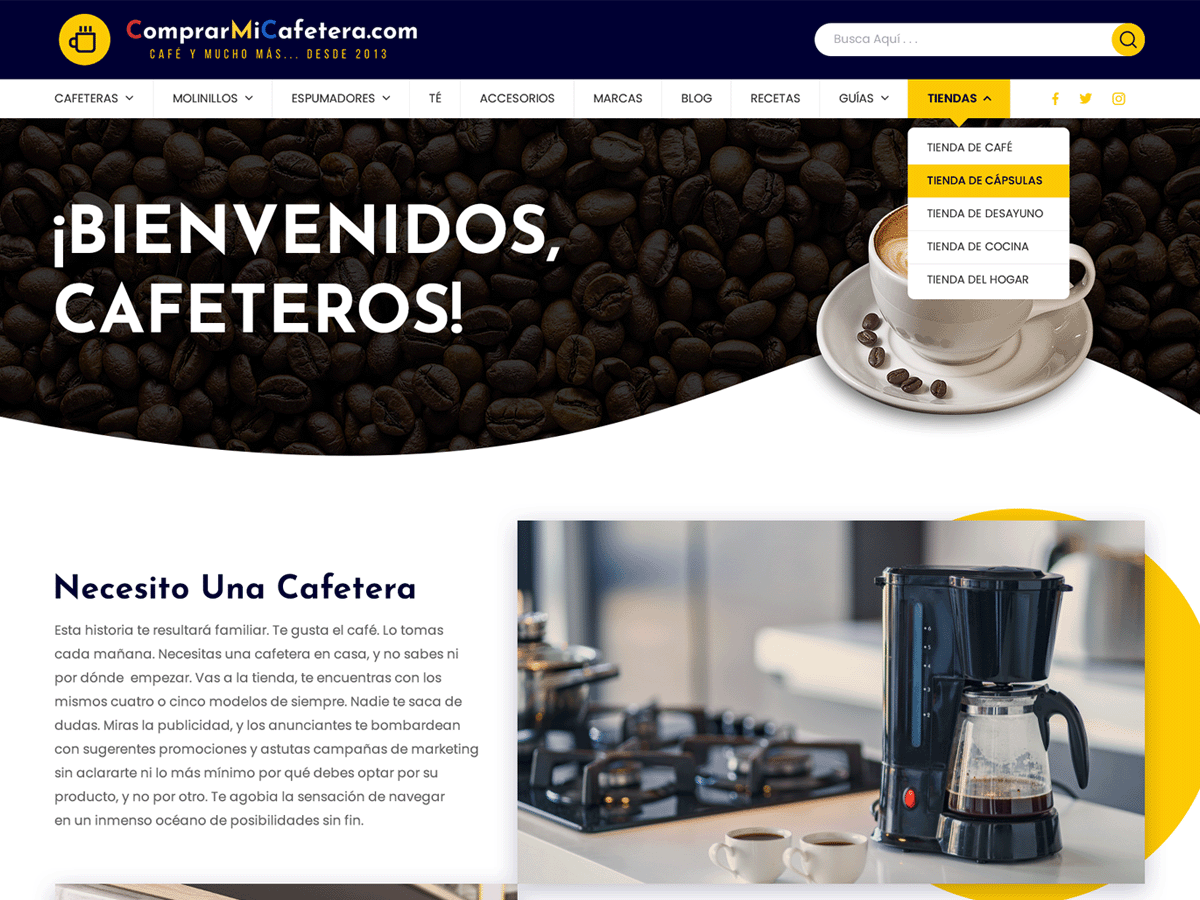 ComprarMiCafetera.com
CAFÉ Y MUCHO MÁS... DESDE 2013
Busca Aquí . . .
CAFETERAS
MOLINILLOS
ESPUMADORES
TÉ
ACCESORIOS
MARCAS
BLOG
RECETAS
GUÍAS
TIENDAS
TIENDA DE CAFÉ
TIENDA DE CÁPSULAS
TIENDA DE DESAYUNO
TIENDA DE COCINA
TIENDA DEL HOGAR
¡BIENVENIDOS,
CAFETEROS!
Necesito Una Cafetera
Esta historia te resultará familiar. Te gusta el café. Lo tomas
cada mañana. Necesitas una cafetera en casa, y no sabes ni
por dónde  empezar. Vas a la tienda, te encuentras con los
mismos cuatro o cinco modelos de siempre. Nadie te saca de
dudas. Miras la publicidad, y los anunciantes te bombardean
con sugerentes promociones y astutas campañas de marketing
sin aclararte ni lo más mínimo por qué debes optar por su
producto, y no por otro. Te agobia la sensación de navegar
en un inmenso océano de posibilidades sin fin.